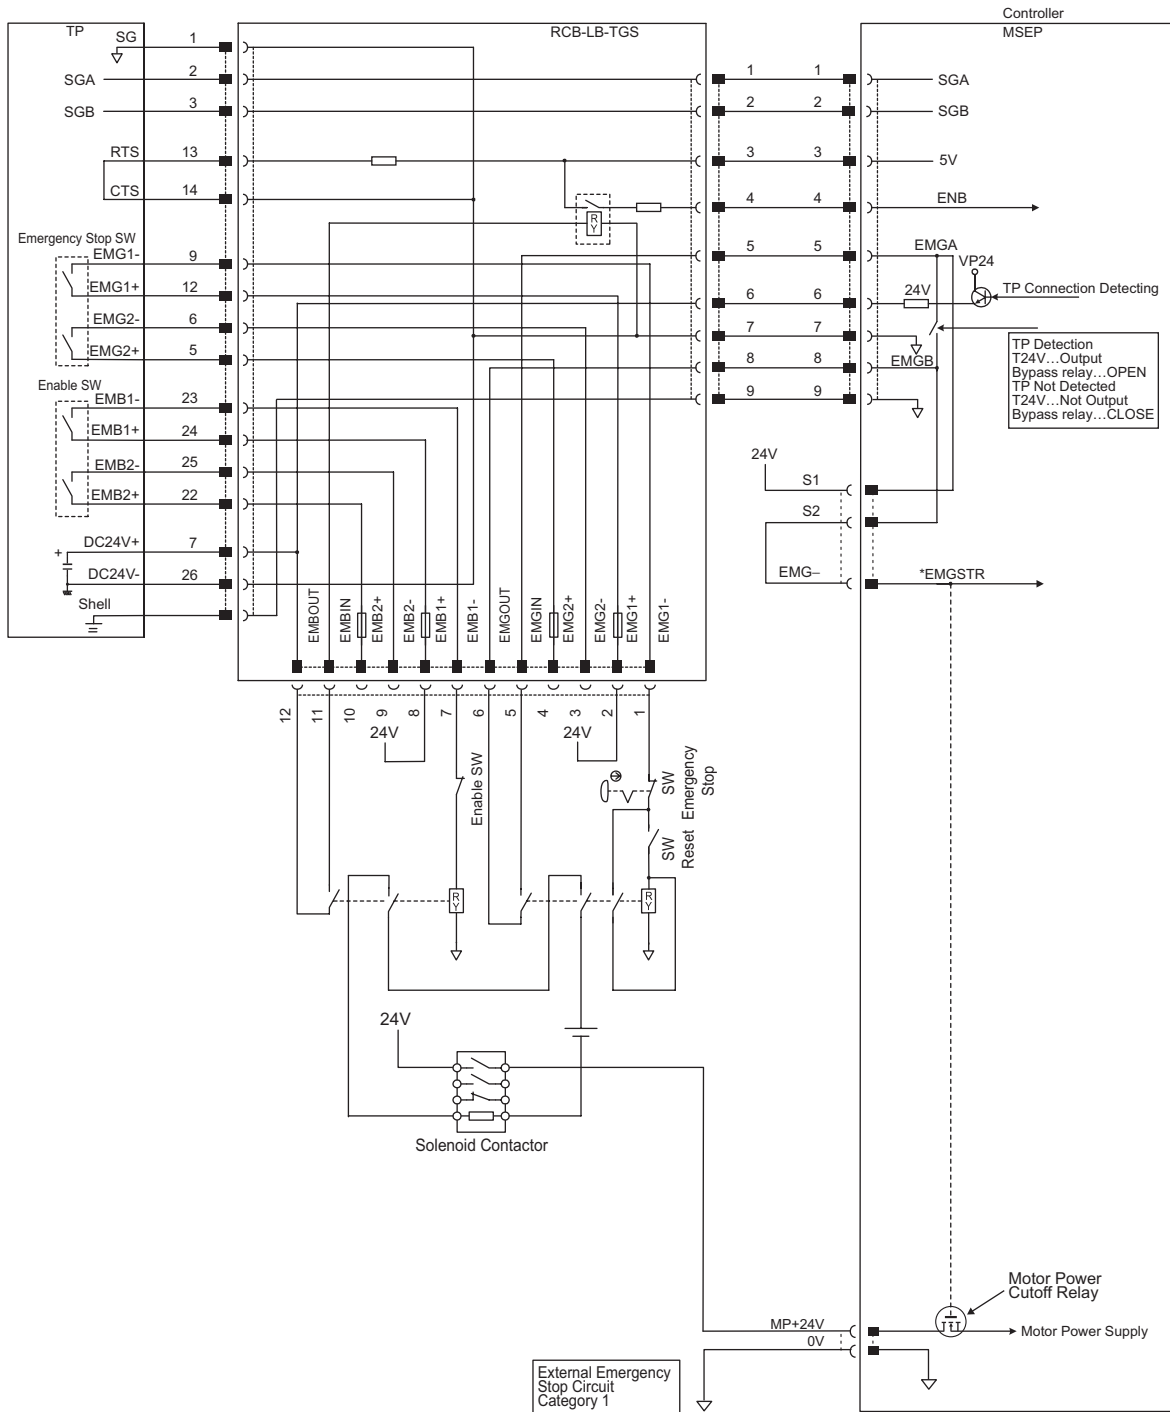 Controller
TP
RCB-LB-TGS
MSEP
SG 1
SGA 2 1 1 SGA
SGB 3 2 2 SGB
RTS 13 3 3 5V
CTS 14 4 4 ENB
R
Y
Emergency Stop SW
EMG1- 9 5 5 EMGA
VP24
EMG1+ 12 6 6 24V TP Connection Detecting
EMG2- 6 7 7
EMG2+ 5 8 8 EMGB
TP Detection
T24V...Output
Bypass relay...OPEN
TP Not Detected
T24V...Not Output
Bypass relay...CLOSE
Enable SW
EMB1- 23 9 9
EMB1+ 24
EMB2- 25
EMB2+ 22
24V
S1
S2
EMG–
*EMGSTR
DC24V+ 7
+
DC24V- 26
Shell
EMBOUT
EMBIN
EMB2+
EMB2-
EMB1+
EMB1-
EMGOUT
EMGIN
EMG2+
EMG2-
EMG1+
EMG1-
12 11 10 9 8 7 6 5 4 3 2 1
24V
24V
Enable SW
Emergency Stop
SW
Reset
SW
R
Y
R
Y
24V
Solenoid Contactor
Motor Power
Cutoff Relay
MP+24V
Motor Power Supply
0V
External Emergency
Stop Circuit
Category 1